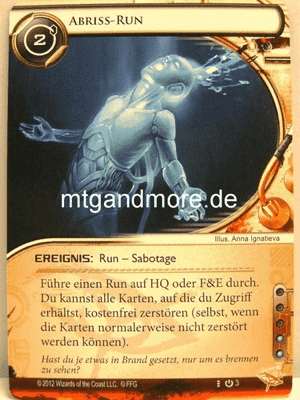 Abriss-Run
2
mtgandmore.de
Illus. Anna Ignatieva
EREIGNIS: Run – Sabotage
Führe einen Run auf HQ oder F&E durch.
Du kannst alle Karten, auf die du Zugriff
erhältst, kostenfrei zerstören (selbst, wenn
die Karten normalerweise nicht zerstört
werden können).
Hast du je etwas in Brand gesetzt, nur um es brennen
zu sehen?
© 2012 Wizards of the Coast LLC. © FFG
3